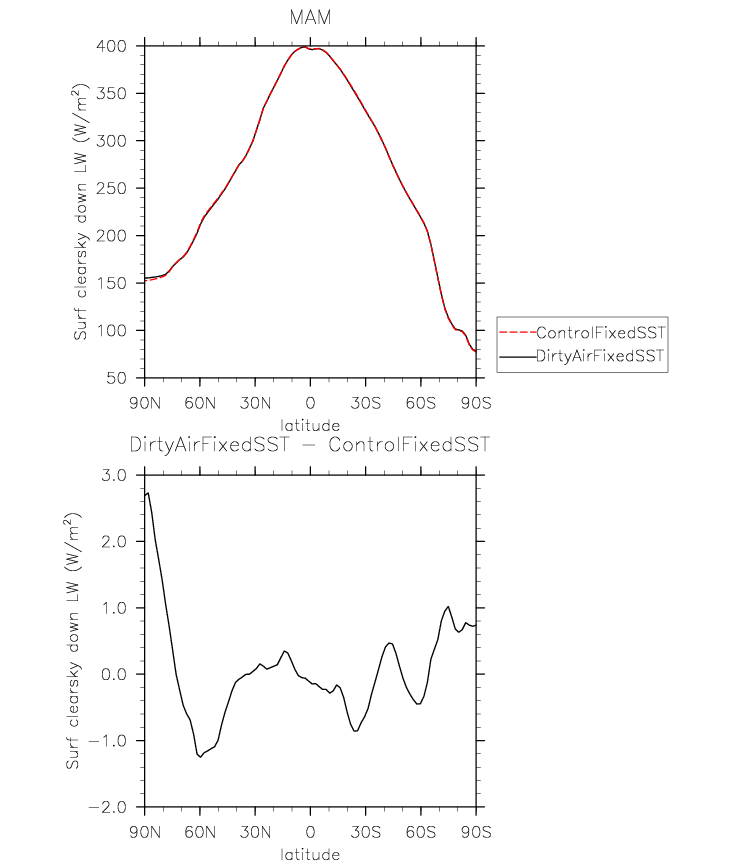 MAM
Surf clearsky down LW (W/m²)
400
350
300
250
200
150
100
50
90N 60N 30N 0 30S 60S 90S
latitude
ControlFixedSST
DirtyAirFixedSST
DirtyAirFixedSST − ControlFixedSST
Surf clearsky down LW (W/m²)
3.0
2.0
1.0
0.0
−1.0
−2.0
90N 60N 30N 0 30S 60S 90S
latitude